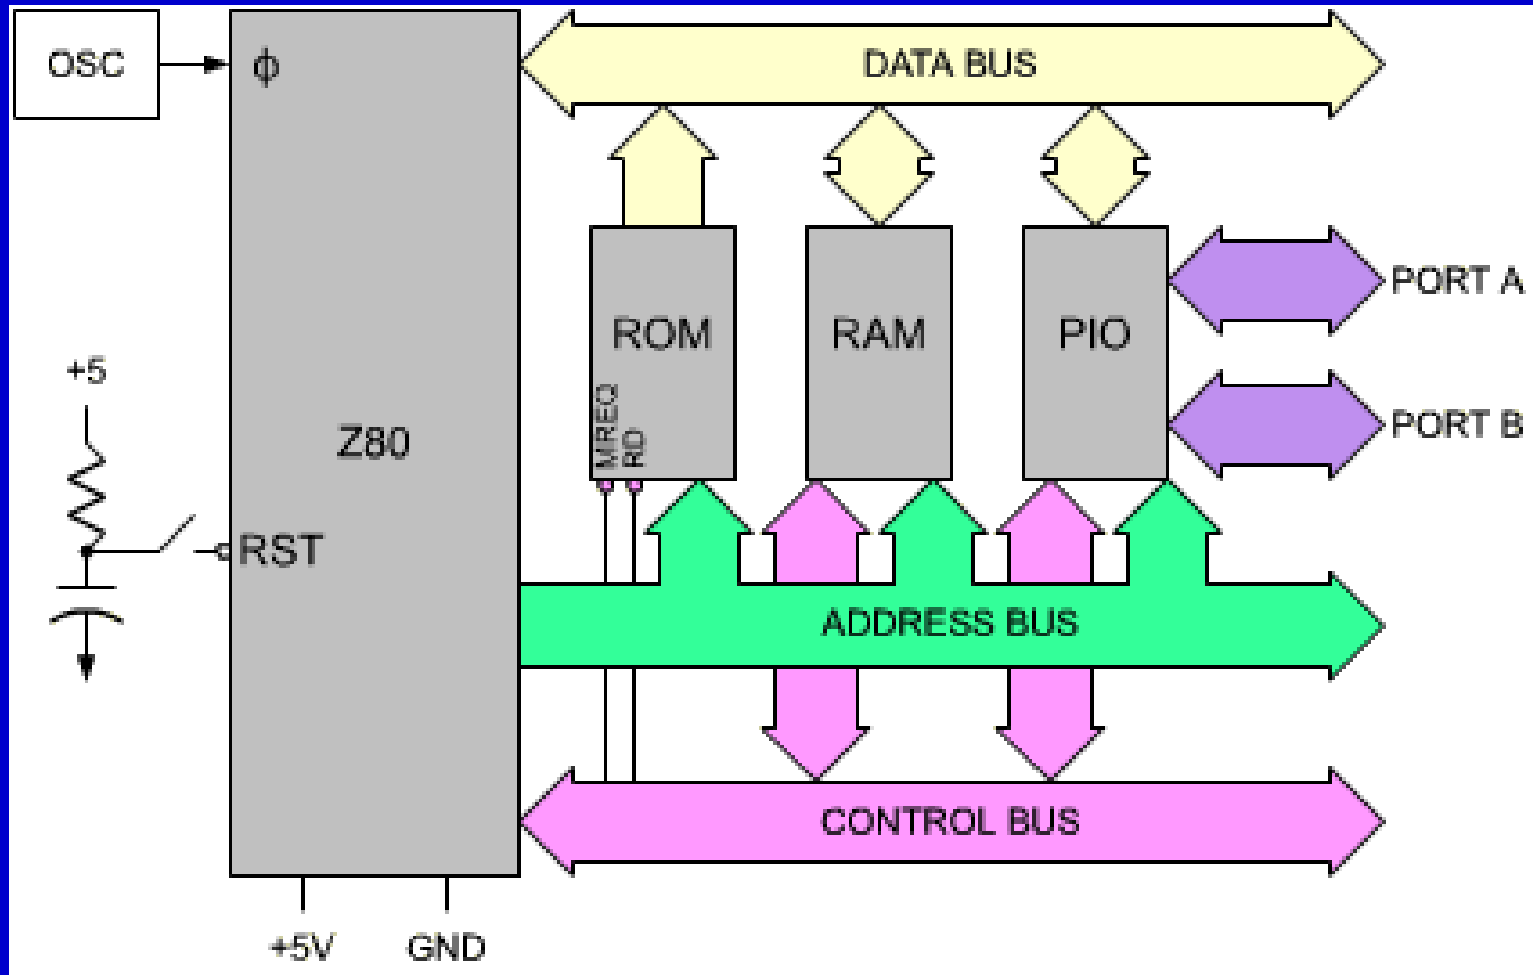 OSC
ϕ
DATA BUS
ROM
RAM
PIO
PORT A
PORT B
MREQ
RD
+5
Z80
RST
ADDRESS BUS
CONTROL BUS
+5V
GND